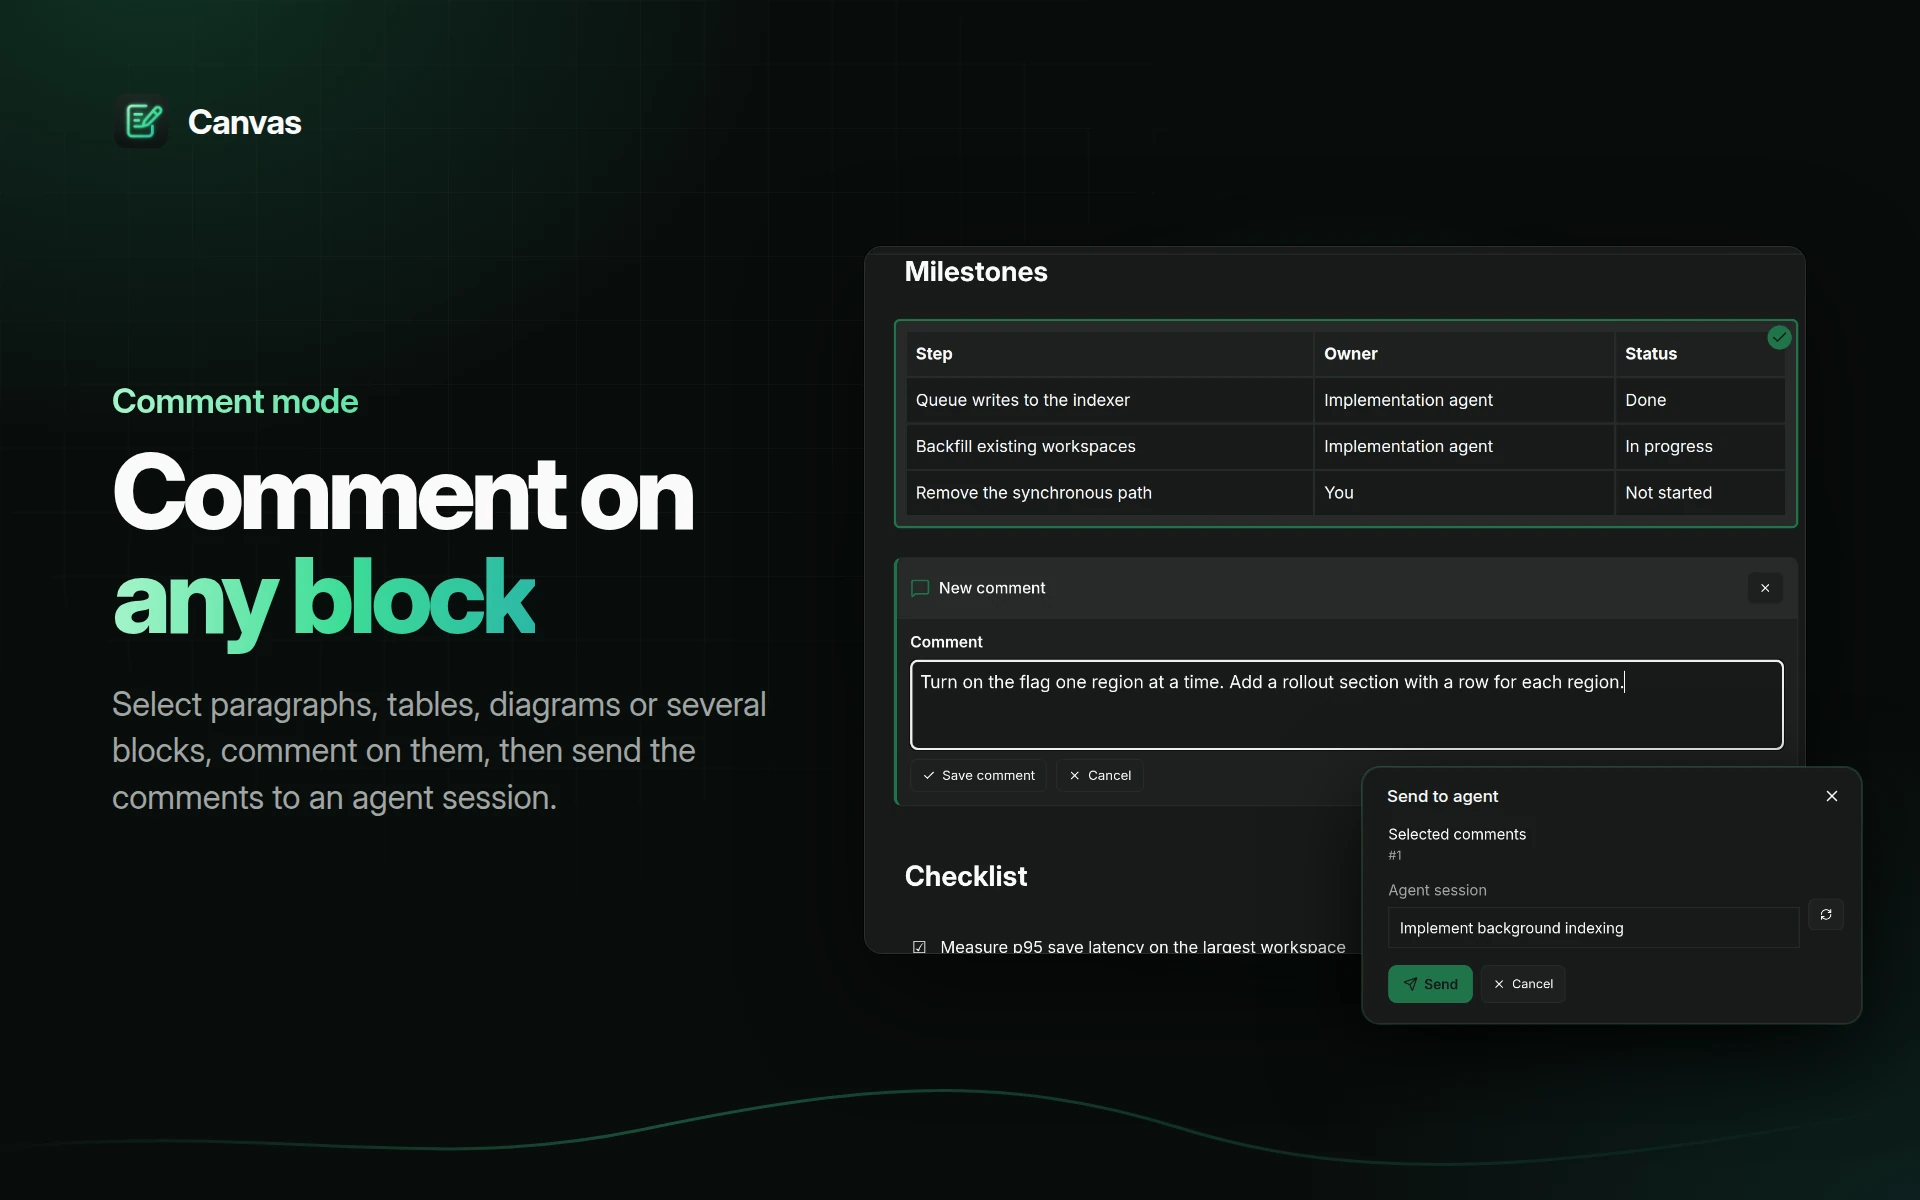 Canvas
Comment mode
Comment on
any block
Select paragraphs, tables, diagrams or several
blocks, comment on them, then send the
comments to an agent session.
Milestones
Step Owner Status
Queue writes to the indexer Implementation agent Done
Backfill existing workspaces Implementation agent In progress
Remove the synchronous path You Not started
New comment
Comment
Turn on the flag one region at a time. Add a rollout section with a row for each region.
Save comment Cancel
Checklist
Measure p95 save latency on the largest workspace
Send to agent
Selected comments
#1
Agent session
Implement background indexing
Send Cancel